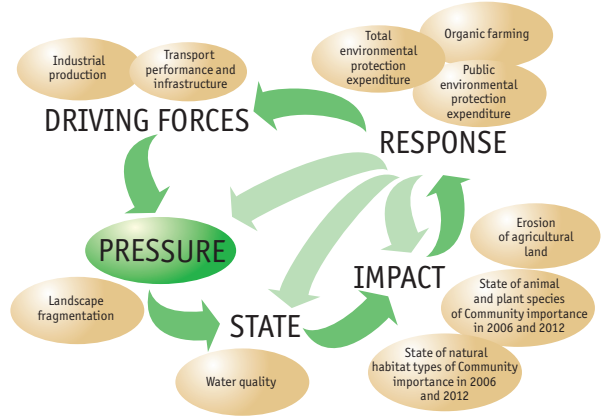 Industrial
production
Transport
performance and
infrastructure
DRIVING FORCES
Total
environmental
protection
expenditure
Organic farming
Public
environmental
protection
expenditure
RESPONSE
PRESSURE
Landscape
fragmentation
STATE
Water quality
IMPACT
Erosion
of agricultural
land
State of animal
and plant species
of Community importance
in 2006 and 2012
State of natural
habitat types of Community
importance in 2006
and 2012